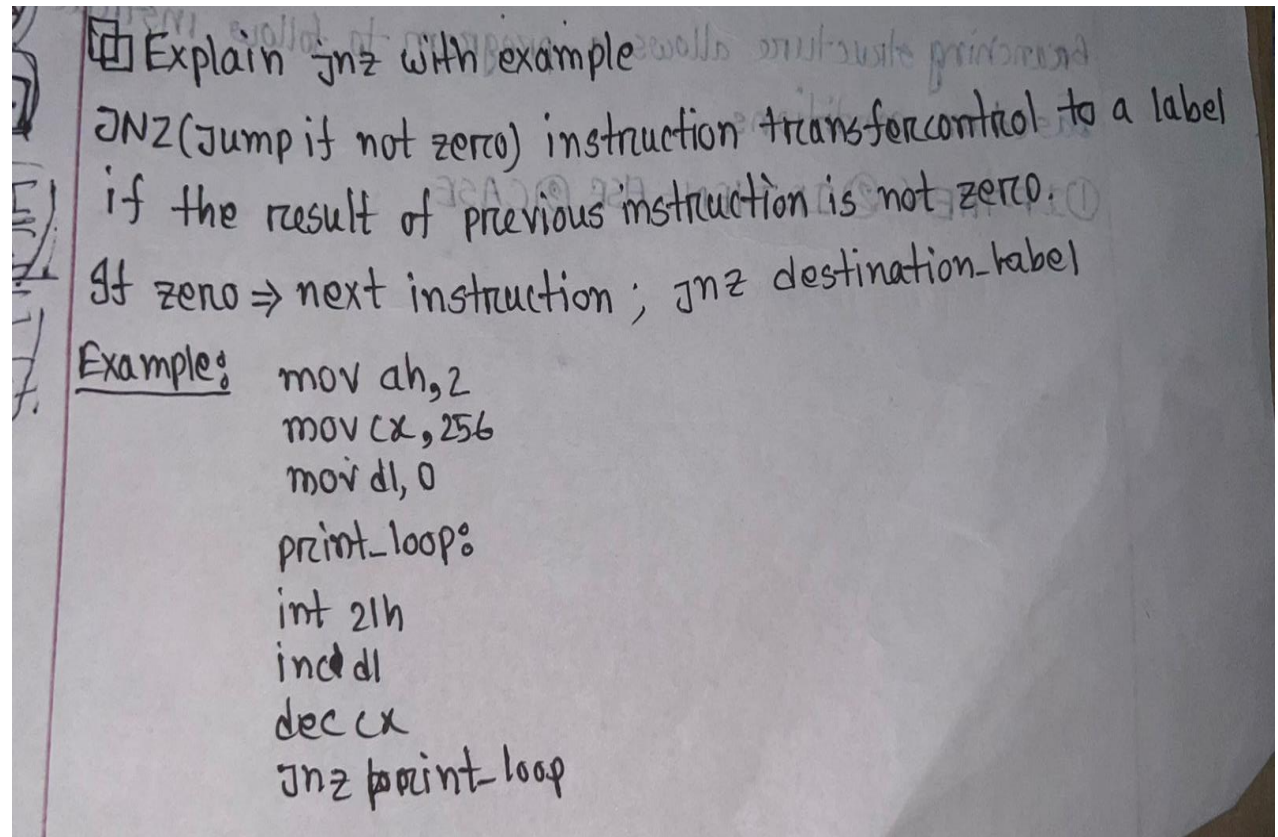 Explain jnz with example
JNZ(Jump if not zero) instruction transfer control to a label
if the result of previous instruction is not zero.
If zero ⇒ next instruction ; jnz destination_label
Example:
mov ah,2
mov cx,256
mov dl,0
print_loop:
int 21h
inc dl
dec cx
jnz print_loop